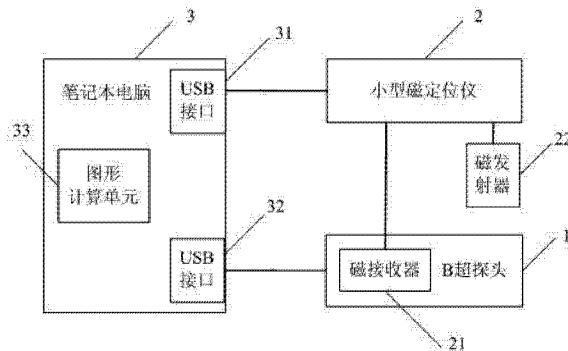 3
31
2
笔记本电脑
USB
接口
小型磁定位仪
33
22
图形
计算单元
磁发
射器
32
1
USB
接口
磁接收器
B超探头
21